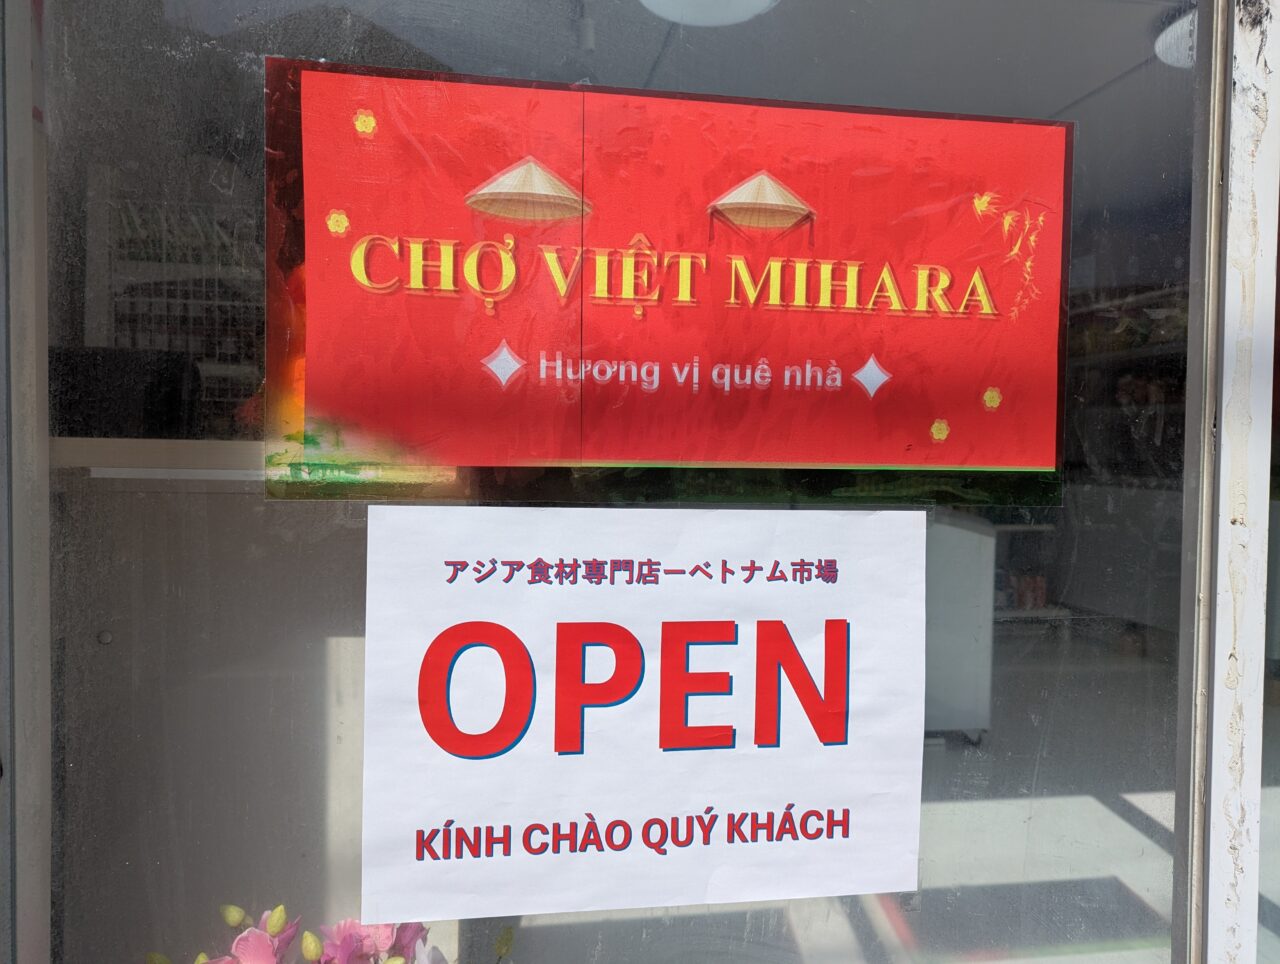 CHỢ VIỆT MIHARA
Hương vị quê nhà
アジア食材専門店ーベトナム市場
OPEN
KÍNH CHÀO QUÝ KHÁCH